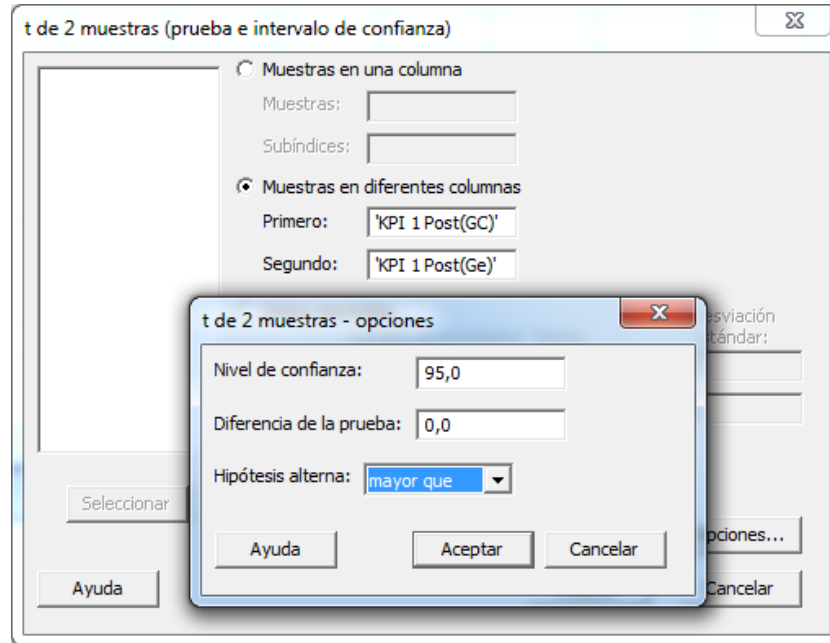 t de 2 muestras (prueba e intervalo de confianza)
Muestras en una columna
Muestras:
Subíndices:
Muestras en diferentes columnas
Primero: 'KPI 1 Post(GC)'
Segundo: 'KPI 1 Post(Ge)'
t de 2 muestras - opciones
Nivel de confianza: 95,0
Diferencia de la prueba: 0,0
Hipótesis alterna: mayor que
Ayuda Aceptar Cancelar
esviación
tándar:
Seleccionar
pciones...
Ayuda Cancelar